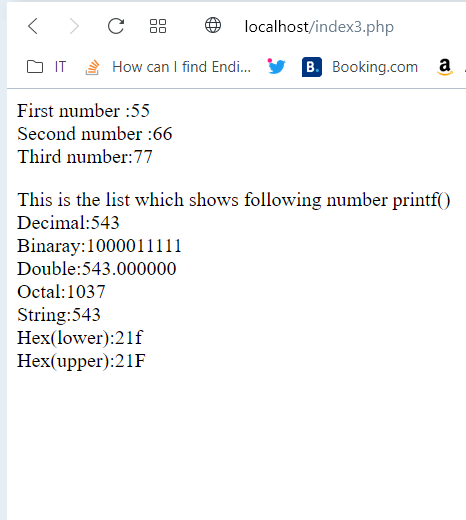 localhost/index3.php
IT How can I find Endi... B. Booking.com a
First number :55
Second number :66
Third number:77
This is the list which shows following number printf()
Decimal:543
Binaray:1000011111
Double:543.000000
Octal:1037
String:543
Hex(lower):21f
Hex(upper):21F